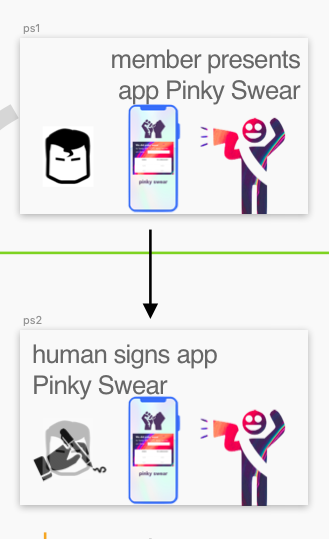 ps1
member presents
app Pinky Swear
pinky swear
ps2
human signs app
Pinky Swear
pinky swear